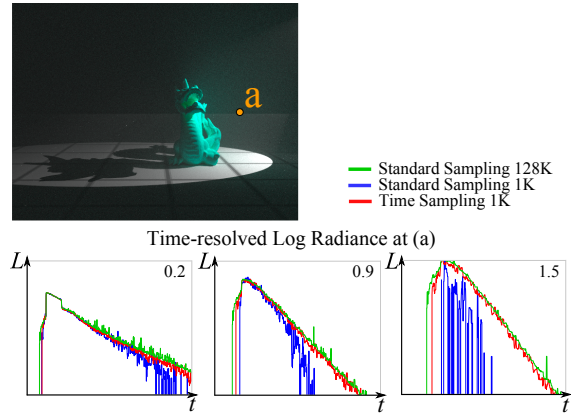 a
Standard Sampling 128K
Standard Sampling 1K
Time Sampling 1K
Time-resolved Log Radiance at (a)
L 0.2 t
L 0.9 t
L 1.5 t